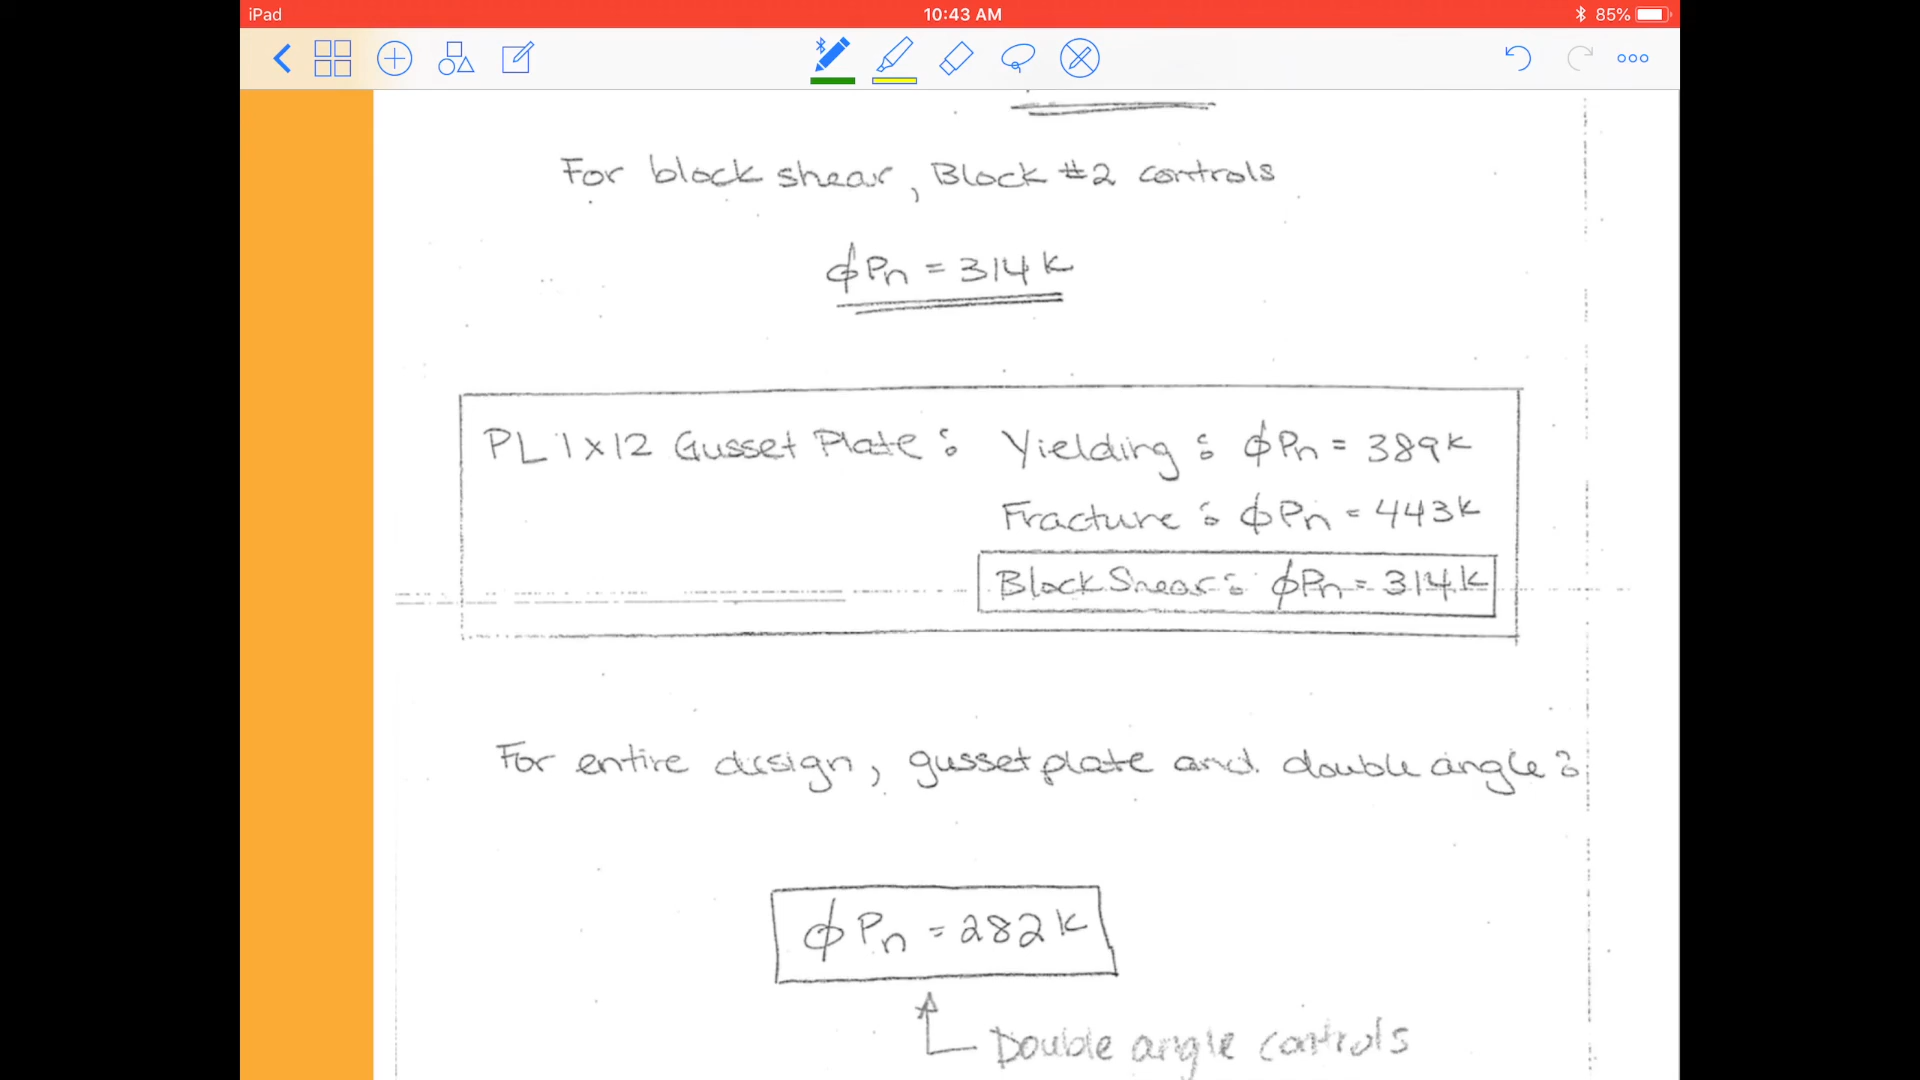 iPad
10:43 AM
85%
For block shear, Block #2 controls
ϕPn = 314 k
PL 1x12 Gusset Plate: Yielding: ϕPn = 389k
Fracture: ϕPn = 443k
Block Shear: ϕPn = 314k
For entire design, gusset plate and double angle:
ϕPn = 282k
Double angle controls